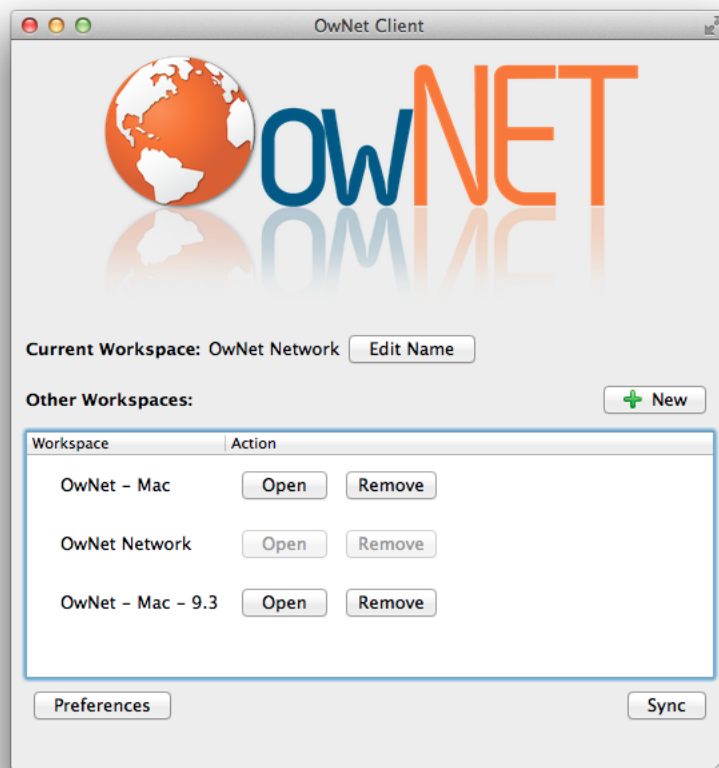 OwNet Client
owNET
Current Workspace: OwNet Network Edit Name
Other Workspaces: New
Workspace Action
OwNet - Mac Open Remove
OwNet Network Open Remove
OwNet - Mac - 9.3 Open Remove
Preferences Sync